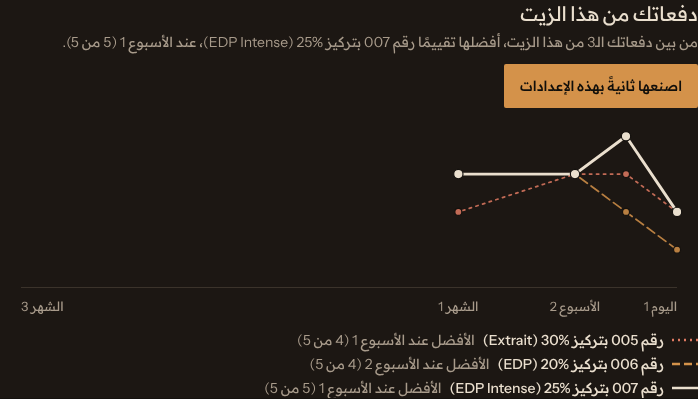 دفعاتك من هذا الزيت
من بين دفعاتك الـ3 من هذا الزيت، أفضلها تقييمًا رقم 007 بتركيز 25% (EDP Intense)، عند الأسبوع 1 (5 من 5).
اصنعها ثانيةً بهذه الإعدادات
اليوم 1
الأسبوع 2
الشهر 1
الشهر 3
رقم 005 بتركيز 30% (Extrait) الأفضل عند الأسبوع 1 (4 من 5)
رقم 006 بتركيز 20% (EDP) الأفضل عند الأسبوع 2 (4 من 5)
رقم 007 بتركيز 25% (EDP Intense) الأفضل عند الأسبوع 1 (5 من 5)